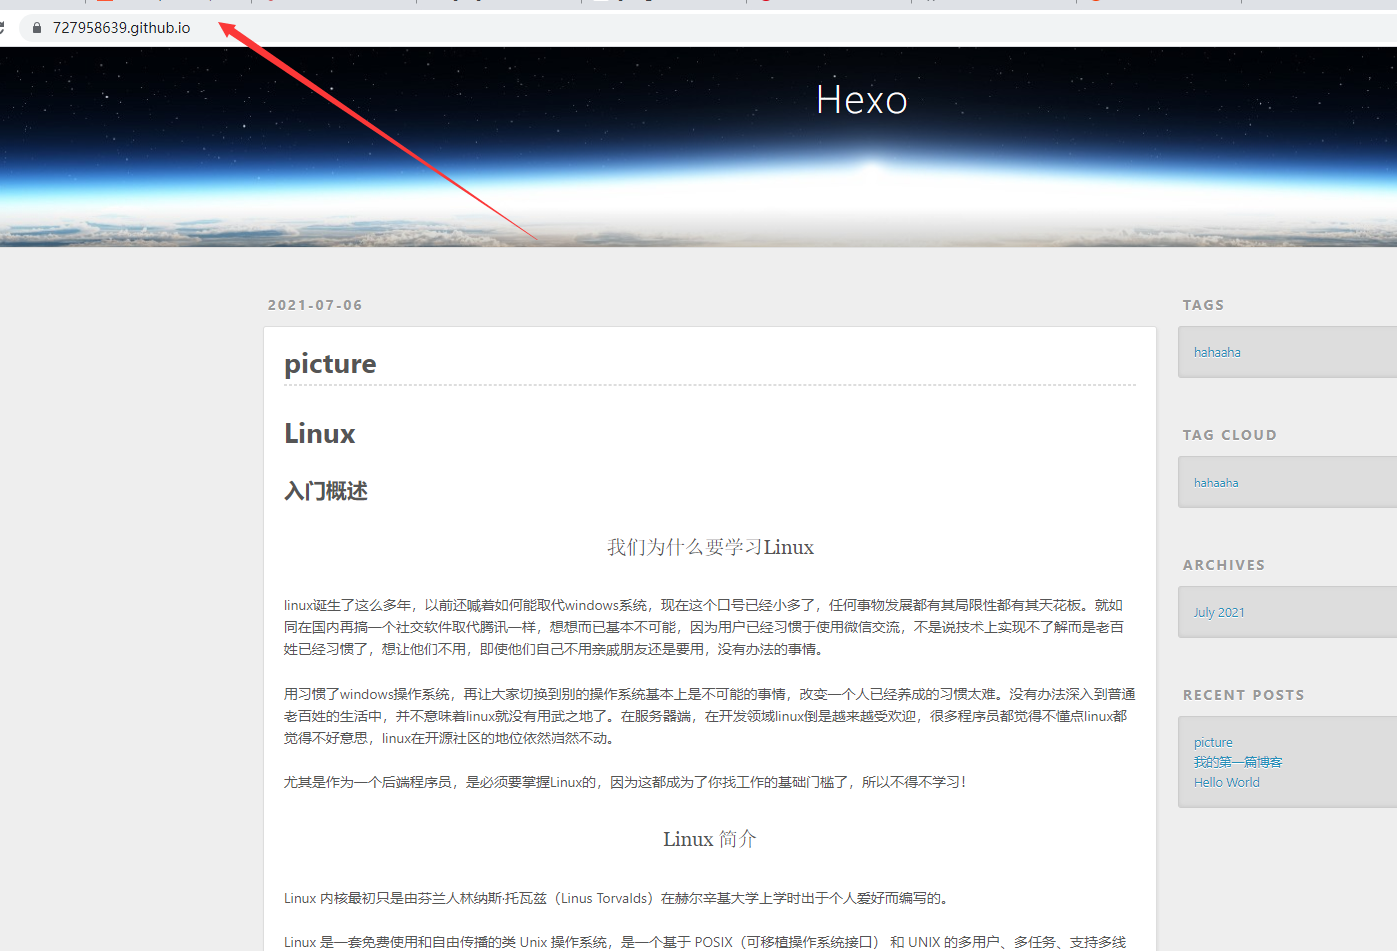 727958639.github.io
Hexo
2021-07-06
picture
Linux
入门概述
我们为什么要学习Linux
linux诞生了这么多年，以前还喊着如何能取代windows系统，现在这个口号已经小多了，任何事物发展都有其局限性都有其天花板。就如
同在国内再搞一个社交软件取代腾讯一样，想想而已基本不可能，因为用户已经习惯于使用微信交流，不是说技术上实现不了解而是老百
姓已经习惯了，想让他们不用，即使他们自己不用亲戚朋友还是要用，没有办法的事情。
用习惯了windows操作系统，再让大家切换到别的操作系统基本上是不可能的事情，改变一个人已经养成的习惯太难。没有办法深入到普通
老百姓的生活中，并不意味着linux就没有用武之地了。在服务器端，在开发领域linux倒是越来越受欢迎，很多程序员都觉得不懂点linux都
觉得不好意思，linux在开源社区的地位依然岿然不动。
尤其是作为一个后端程序员，是必须要掌握Linux的，因为这都成为了你找工作的基础门槛了，所以不得不学习！
Linux 简介
Linux 内核最初只是由芬兰人林纳斯·托瓦兹（Linus Torvalds）在赫尔辛基大学上学时出于个人爱好而编写的。
Linux 是一套免费使用和自由传播的类 Unix 操作系统，是一个基于 POSIX（可移植操作系统接口） 和 UNIX 的多用户、多任务、支持多线
TAGS
hahaaha
TAG CLOUD
hahaaha
ARCHIVES
July 2021
RECENT POSTS
picture
我的第一篇博客
Hello World